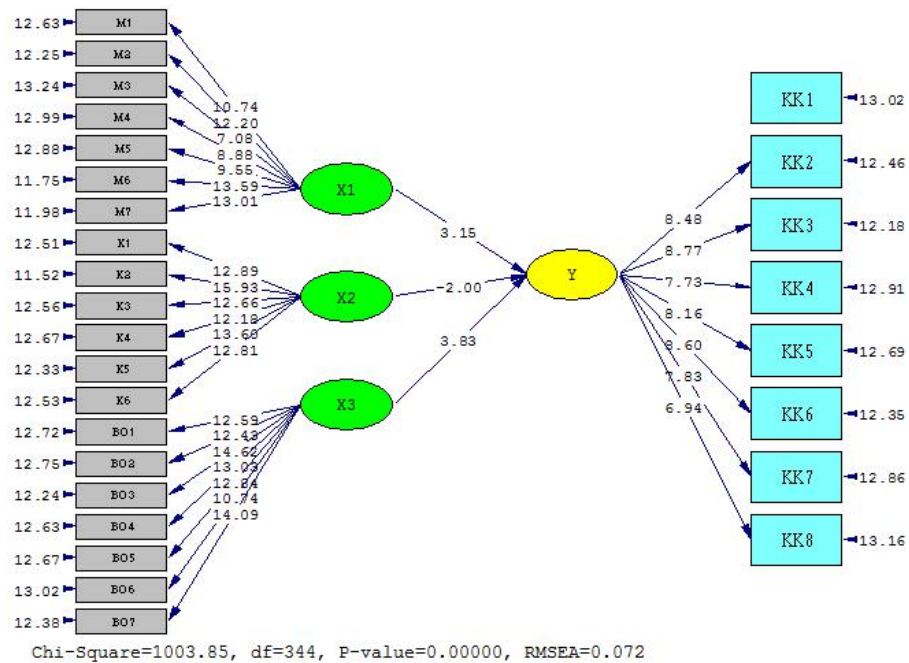 12.63 M1
12.25 M2
13.24 M3
12.99 M4
12.88 M5
11.75 M6
11.98 M7
12.51 K1
11.52 K2
12.56 K3
12.67 K4
12.33 K5
12.53 K6
12.72 BO1
12.75 BO2
12.24 BO3
12.63 BO4
12.67 BO5
13.02 BO6
12.38 BO7
10.74
12.20
7.08
8.88
9.55
13.59
13.01
12.89
15.93
12.66
12.18
13.60
12.81
12.59
12.43
14.62
13.03
12.84
10.74
14.09
X1
X2
X3
3.15
-2.00
3.83
Y
8.48
8.77
7.73
8.16
8.60
7.83
6.94
KK1 13.02
KK2 12.46
KK3 12.18
KK4 12.91
KK5 12.69
KK6 12.35
KK7 12.86
KK8 13.16
Chi-Square=1003.85, df=344, P-value=0.00000, RMSEA=0.072